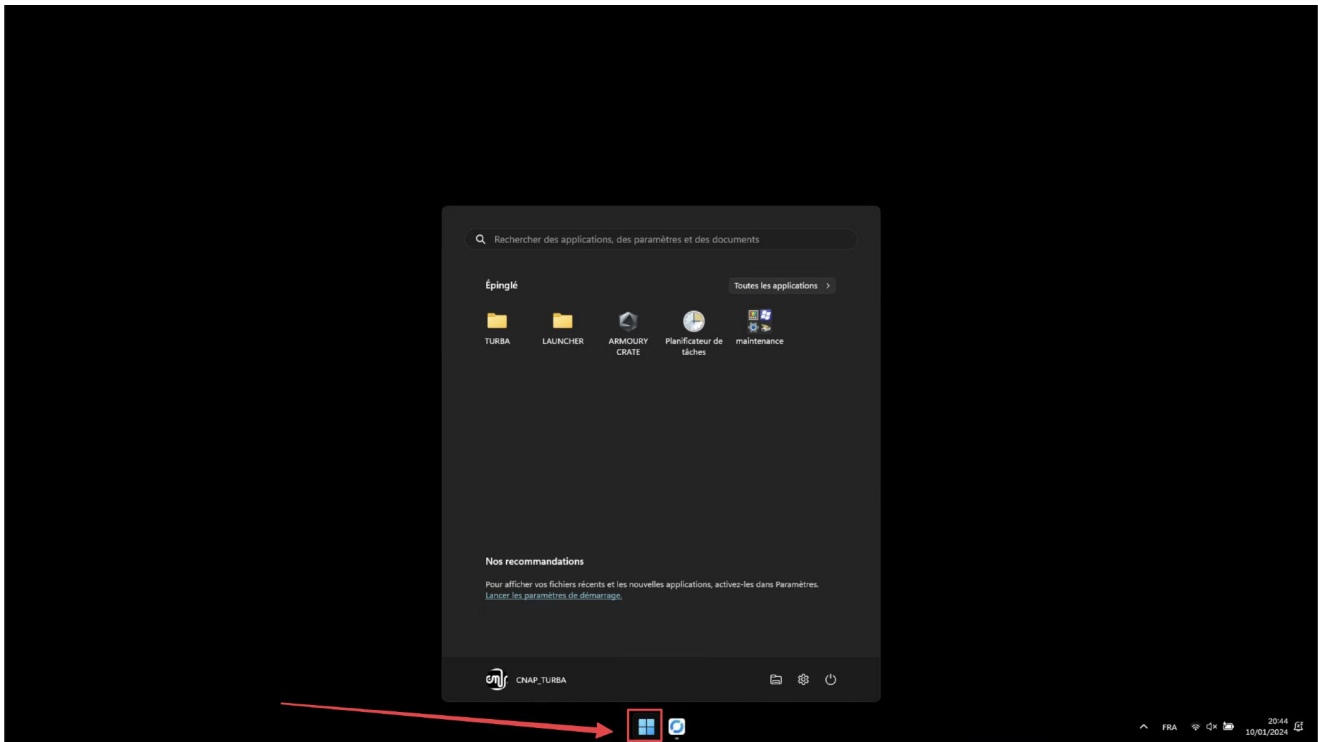 Rechercher des applications, des paramètres et des documents
Épinglé
Toutes les applications
TURBA
LAUNCHER
ARMOURY
CRATE
Planificateur de
tâches
maintenance
Nos recommandations
Pour afficher vos fichiers récents et les nouvelles applications, activez-les dans Paramètres.
Lancer les paramètres de démarrage.
CNAP_TURBA
FRA
20:44
10/01/2024